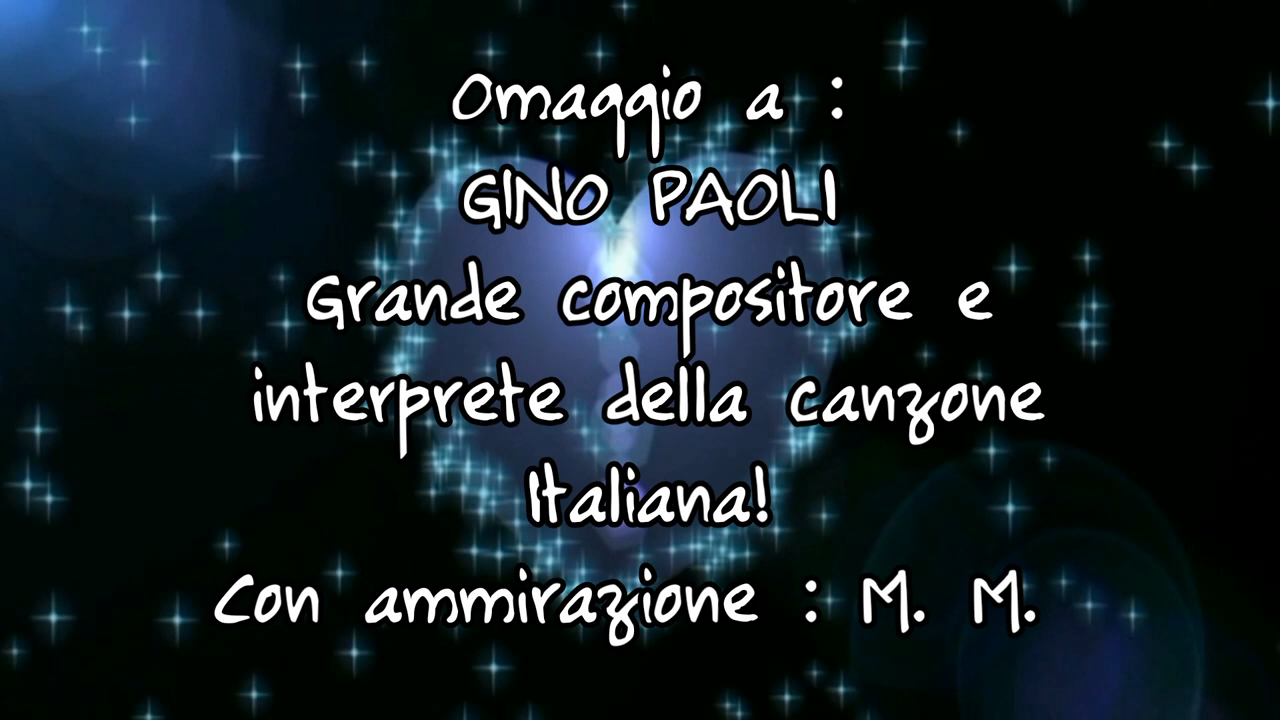 Omaggio a :
GINO PAOLI
Grande compositore e
interprete della canzone
Italiana!
Con ammirazione : M. M.